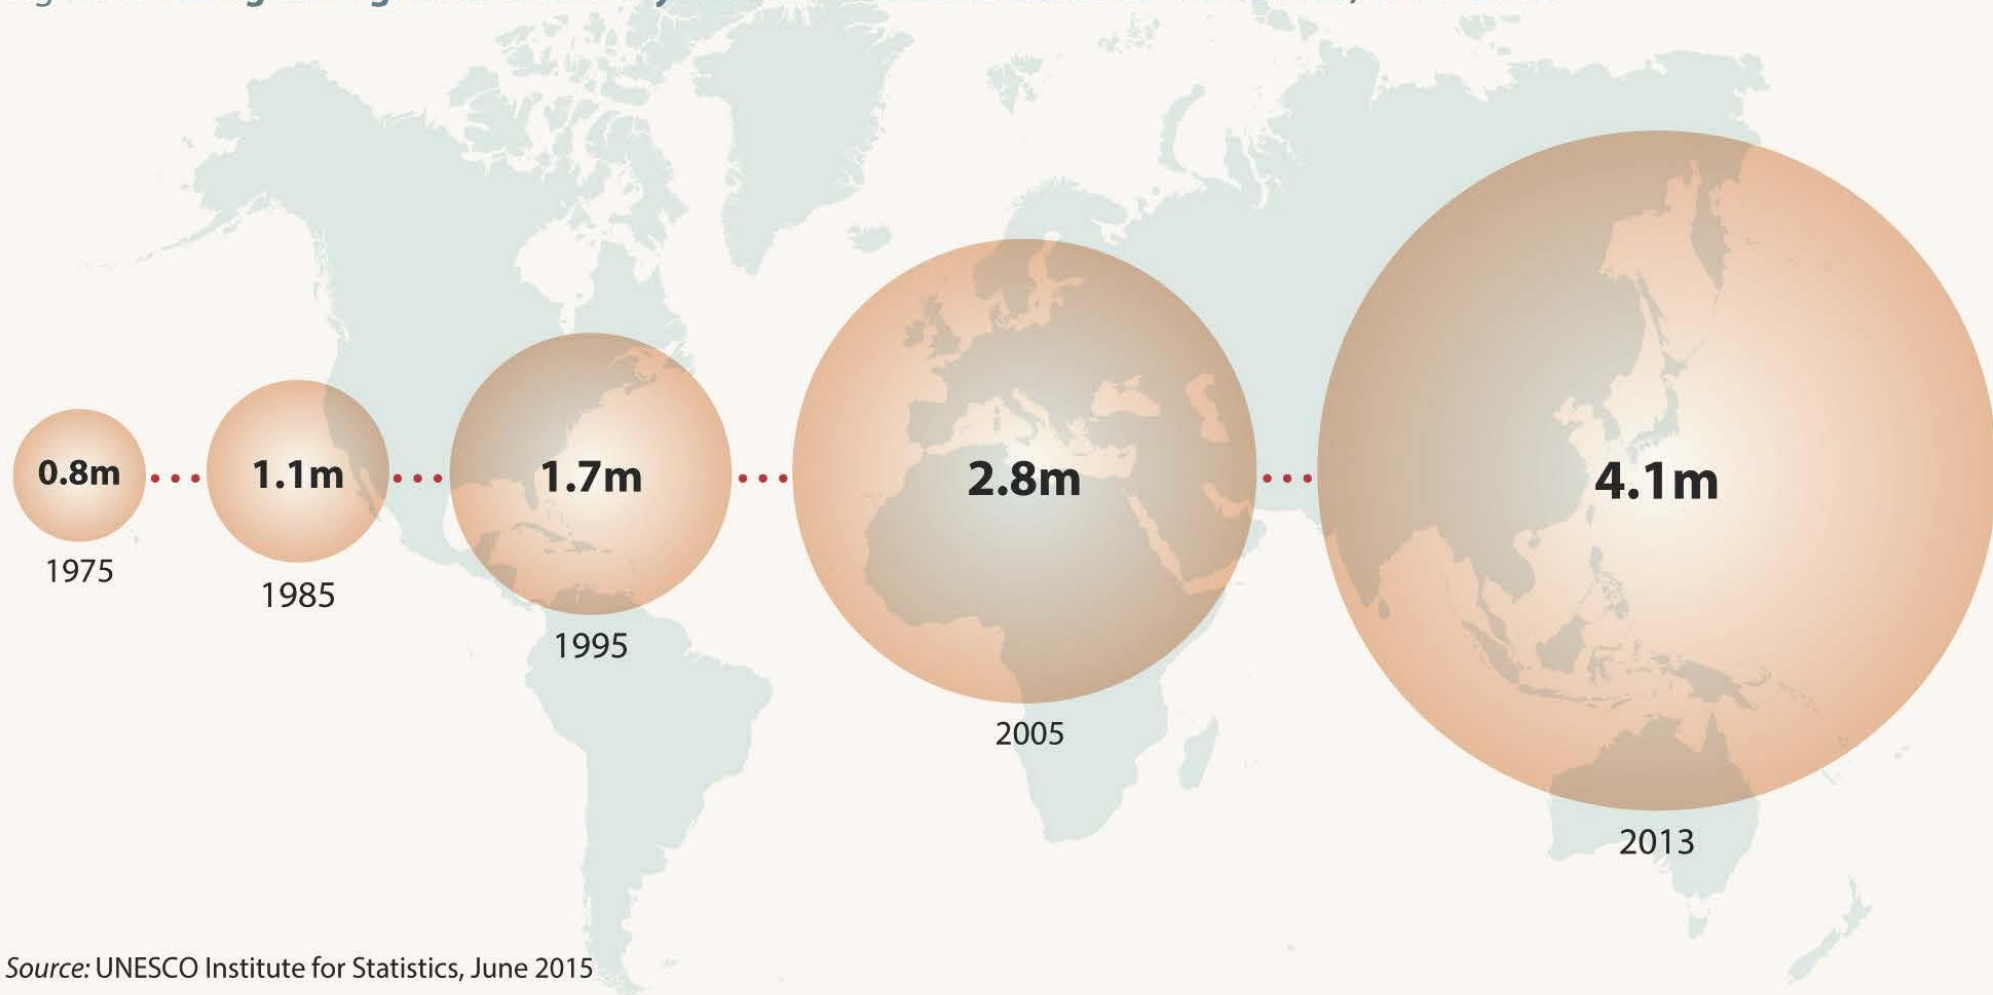 0.8m
1.1m
1.7m
2.8m
4.1m
1975
1985
1995
2005
2013
Source: UNESCO Institute for Statistics, June 2015